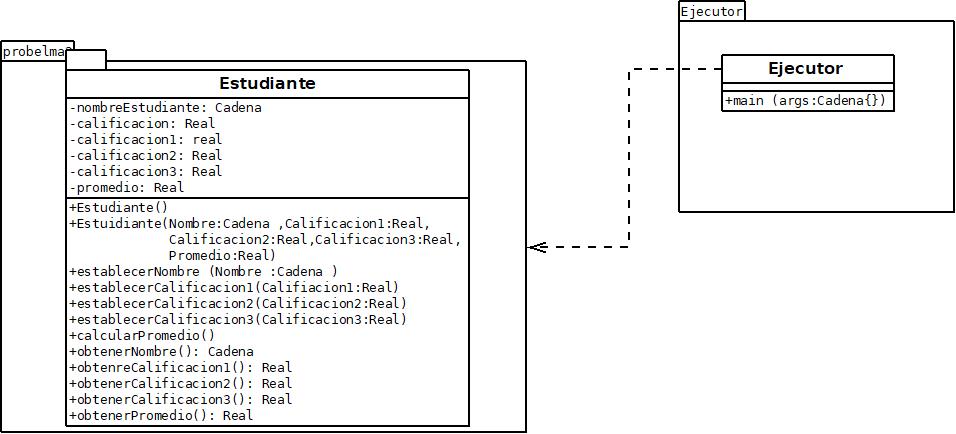 probelma2
Estudiante
-nombreEstudiante: Cadena
-calificacion: Real
-calificacion1: real
-calificacion2: Real
-calificacion3: Real
-promedio: Real
+Estudiante()
+Estuidiante(Nombre:Cadena ,Calificacion1:Real,
Calificacion2:Real,Calificacion3:Real,
Promedio:Real)
+establecerNombre (Nombre :Cadena )
+establecerCalificacion1(Califiacion1:Real)
+establecerCalificacion2(Calificacion2:Real)
+establecerCalificacion3(Calificacion3:Real)
+calcularPromedio()
+obtenerNombre(): Cadena
+obtenreCalificacion1(): Real
+obtenerCalificacion2(): Real
+obtenerCalificacion3(): Real
+obtenerPromedio(): Real
Ejecutor
Ejecutor
+main (args:Cadena{})